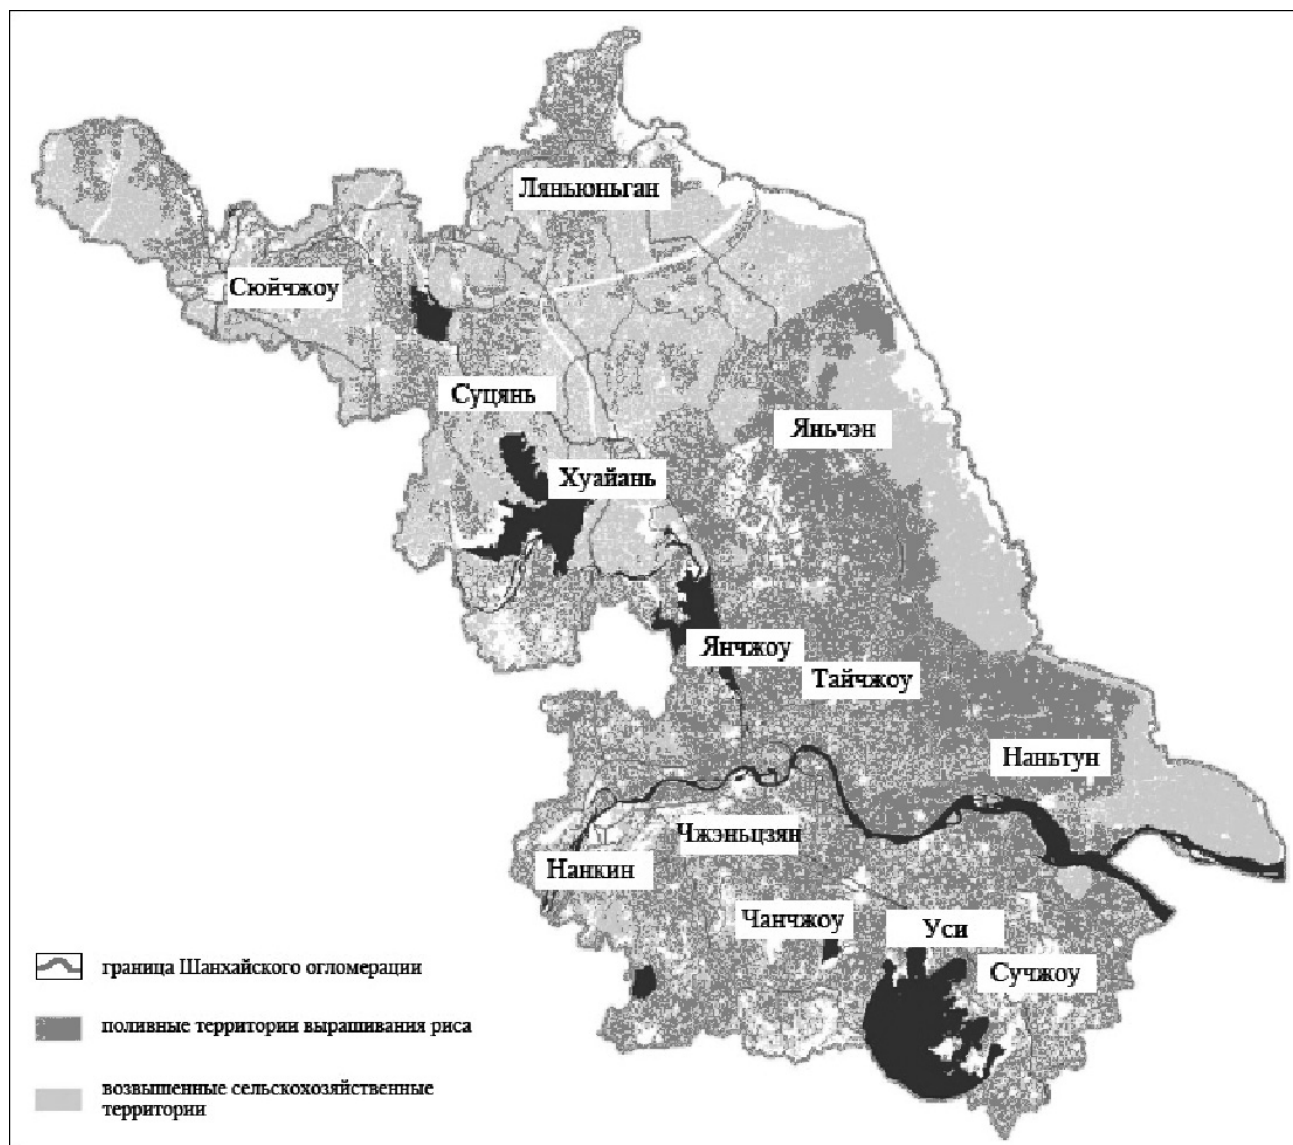 Ляньюньган
Сюйчжоу
Суцянь
Яньчэн
Хуайань
Янчжоу
Тайчжоу
Наньтун
Чжэньцзян
Нанкин
Чанчжоу
Уси
Сучжоу
граница Шанхайского огломерации
поливные территории вырашивания риса
возвышенные сельскохозяйственные
территории